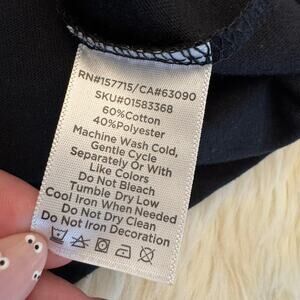 RN#157715/CA#63090
SKU#01583368
60%Cotton
40%Polyester
Machine Wash Cold,
Gentle Cycle
Separately Or With
Like Colors
Do Not Bleach
Tumble Dry Low
Cool Iron When Needed
Do Not Dry Clean
Do Not Iron Decoration